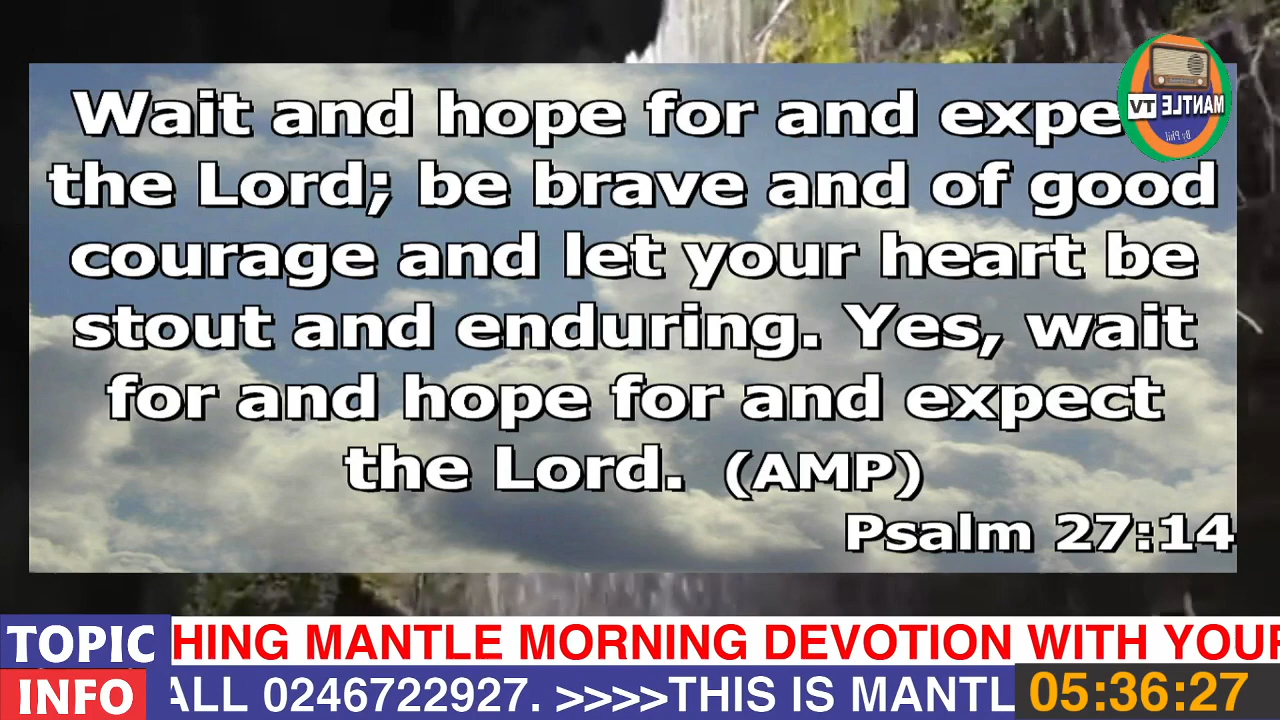 Wait and hope for and expe
the Lord; be brave and of good
courage and let your heart be
stout and enduring. Yes, wait
for and hope for and expect
the Lord. (AMP)
Psalm 27:14
MANTLE TV
By Phil
TOPIC HING MANTLE MORNING DEVOTION WITH YOUR
INFO ALL 0246722927. >>>>THIS IS MANTL 05:36:27